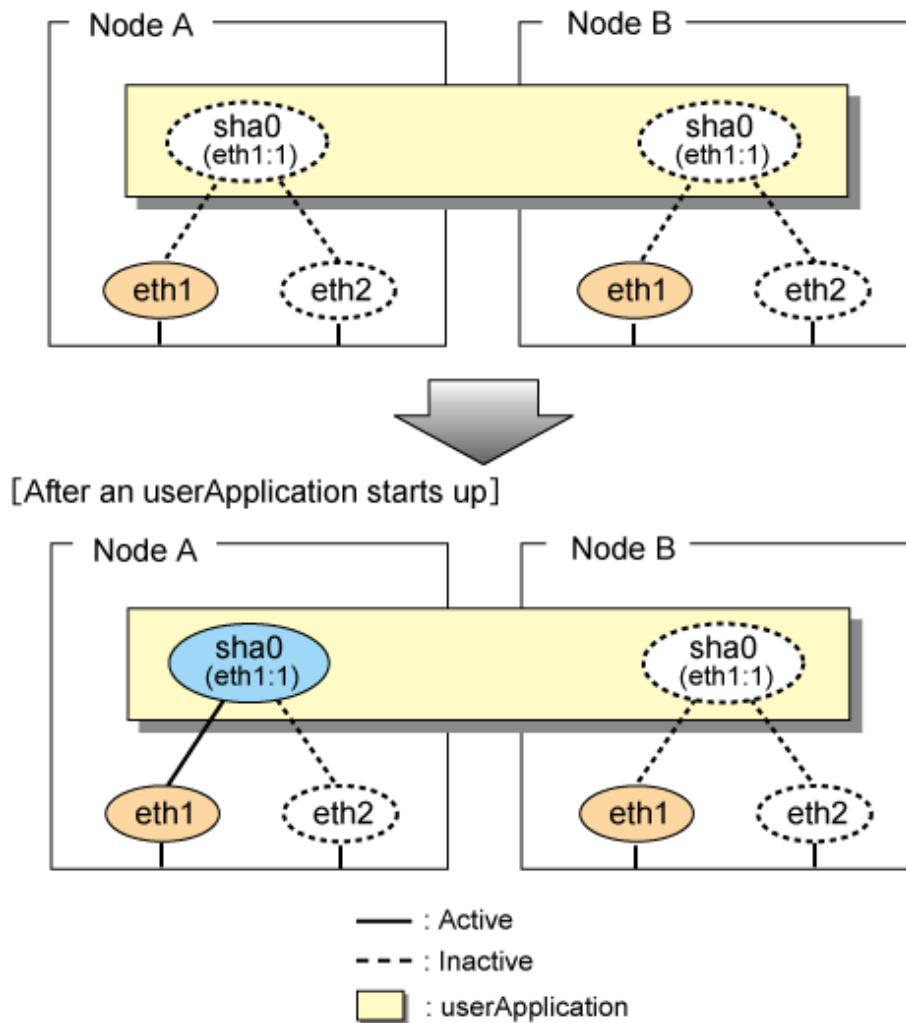 Node A
Node B
sha0
(eth1:1)
sha0
(eth1:1)
eth1
eth2
eth1
eth2
[After an userApplication starts up]
Node A
Node B
sha0
(eth1:1)
sha0
(eth1:1)
eth1
eth2
eth1
eth2
: Active
: Inactive
: userApplication